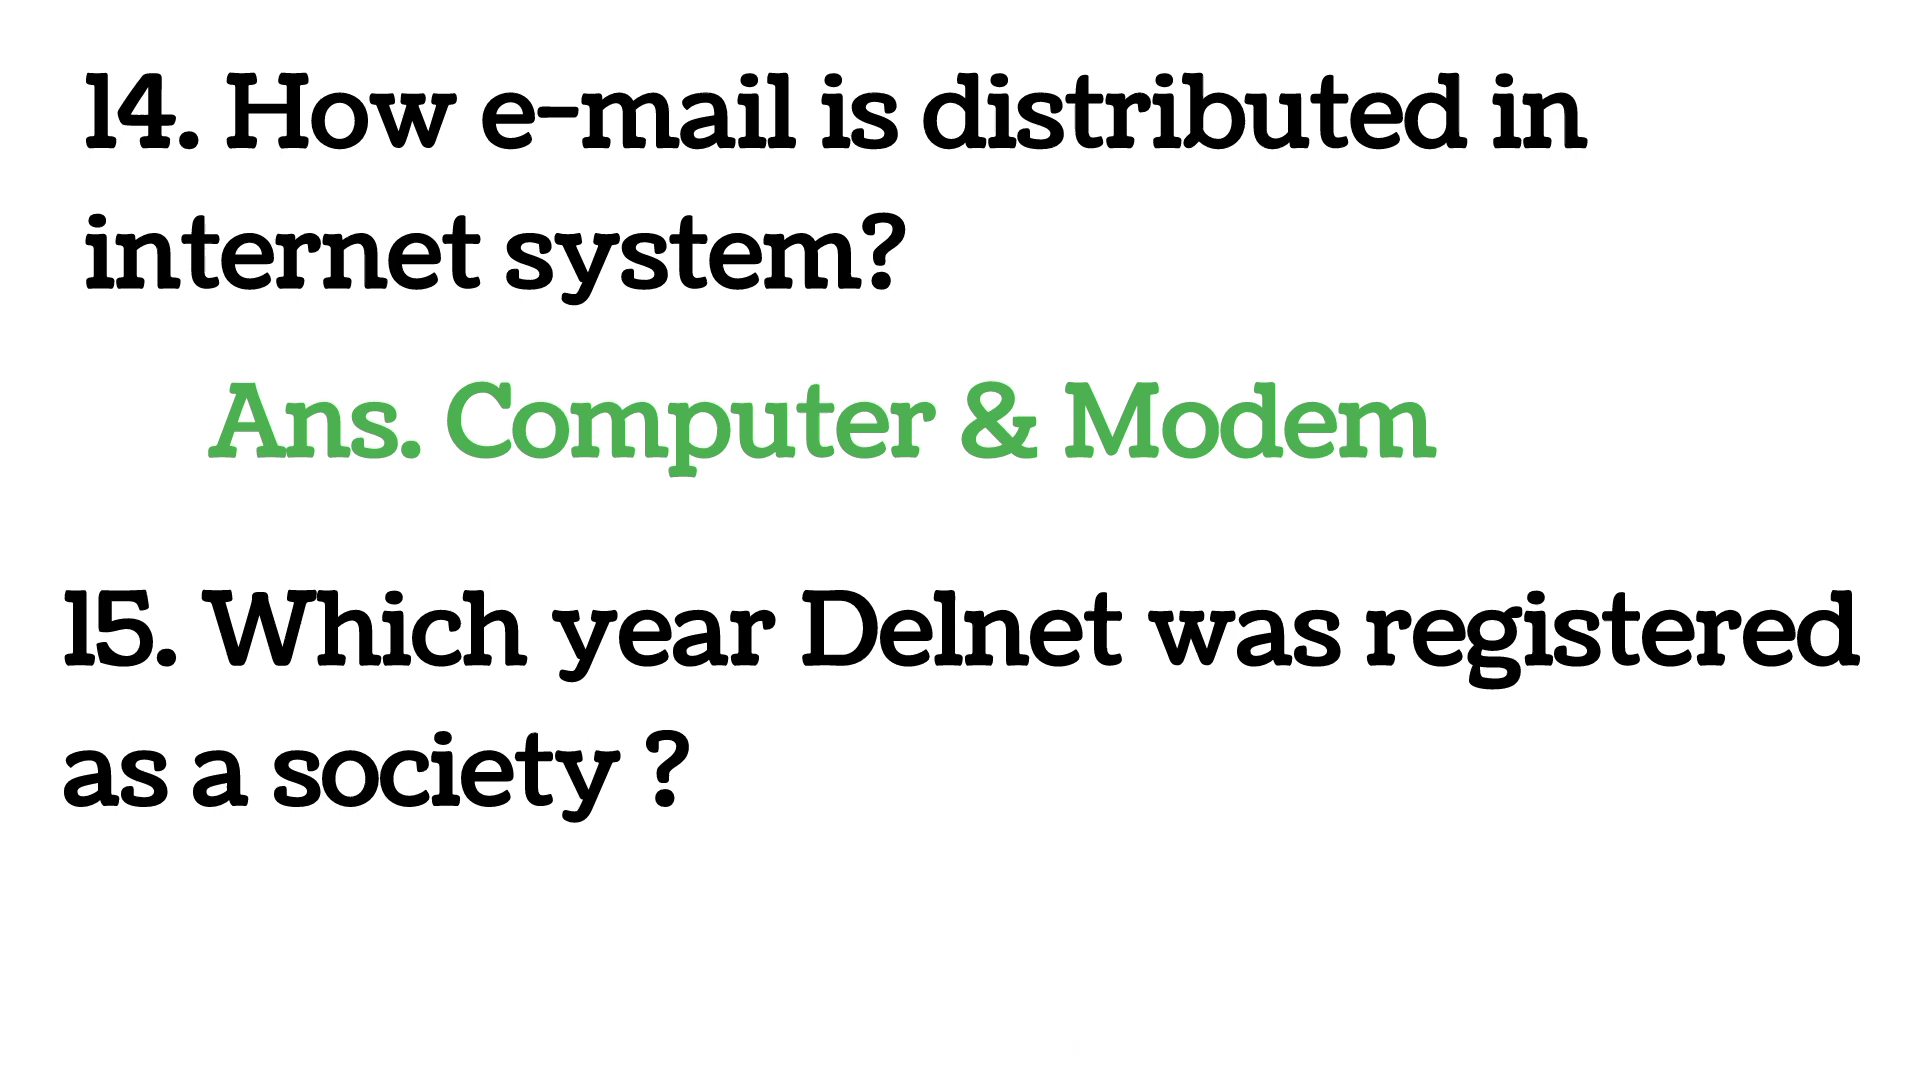 14. How e-mail is distributed in
internet system?
Ans. Computer & Modem
15. Which year Delnet was registered
as a society ?